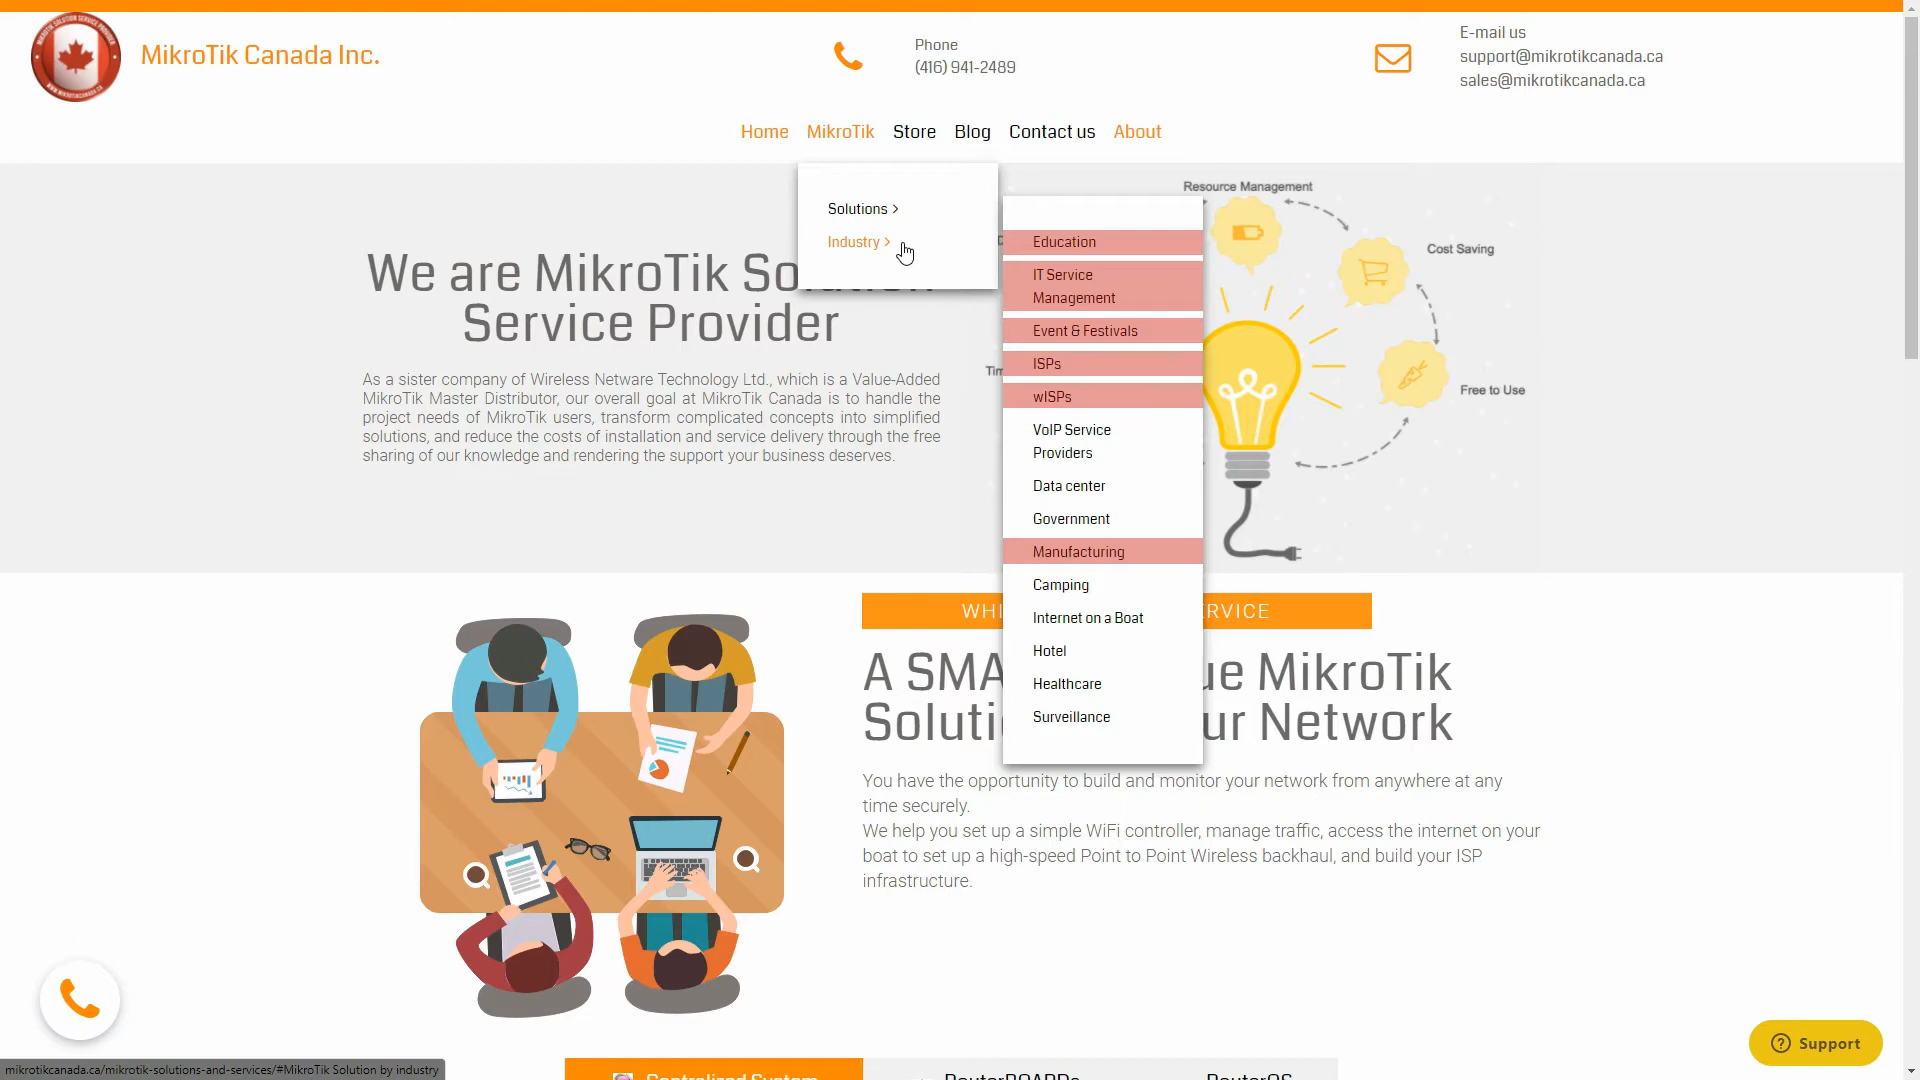 MikroTik Canada Inc.
Phone
(416) 941-2489
E-mail us
support@mikrotikcanada.ca
sales@mikrotikcanada.ca
Home MikroTik Store Blog Contact us About
Solutions >
Industry >
Education
IT Service
Management
Event & Festivals
ISPs
wISPs
VoIP Service
Providers
Data center
Government
Manufacturing
Camping
Internet on a Boat
Hotel
Healthcare
Surveillance
We are MikroTik
Service Provider
As a sister company of Wireless Netware Technology Ltd., which is a Value-Added
MikroTik Master Distributor, our overall goal at MikroTik Canada is to handle the
project needs of MikroTik users, transform complicated concepts into simplified
solutions, and reduce the costs of installation and service delivery through the free
sharing of our knowledge and rendering the support your business deserves.
Resource Management
Cost Saving
Free to Use
A
MikroTik
Network
You have the opportunity to build and monitor your network from anywhere at any
time securely.
We help you set up a simple WiFi controller, manage traffic, access the internet on your
boat to set up a high-speed Point to Point Wireless backhaul, and build your ISP
infrastructure.
Support
mikrotikcanada.ca/mikrotik-solutions-and-services/#MikroTik Solution by industry
Centralized System RouterBOARDs RouterOS